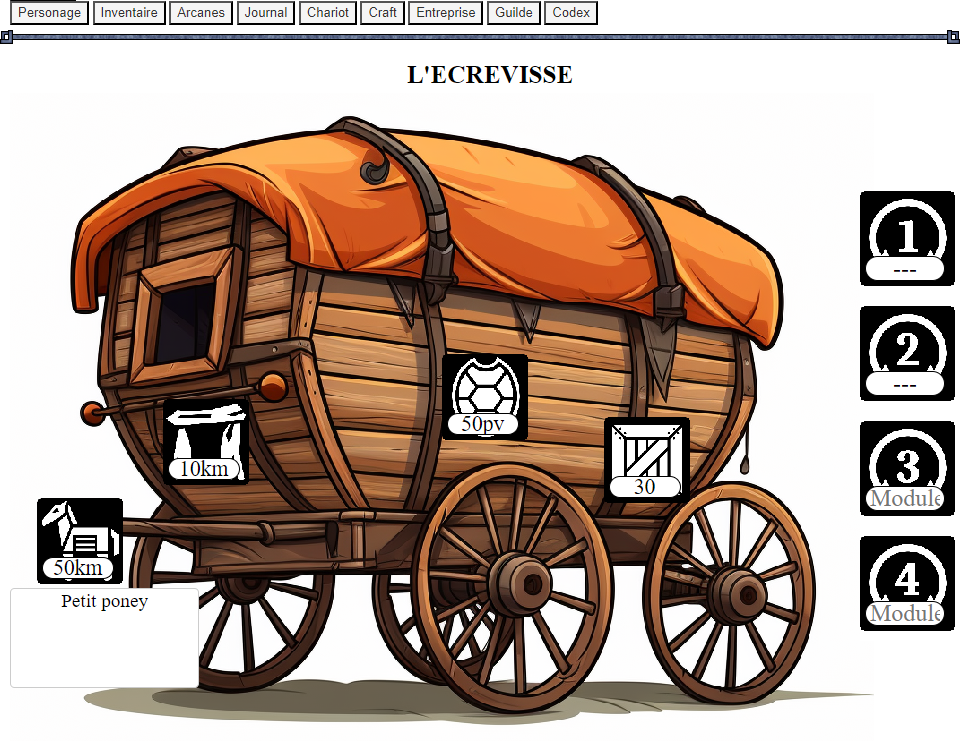 Personage Inventaire Arcanes Journal Chariot Craft Entreprise Guilde Codex
L'ECREVISSE
1
---
2
---
50pv
10km
30
3
Module
50km
4
Module
Petit poney